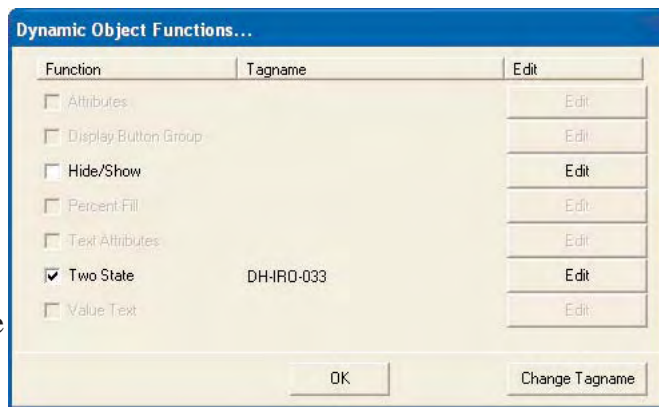 Dynamic Object Functions...
Function Tagname Edit
Attributes Edit
Display Button Group Edit
Hide/Show Edit
Percent Fill Edit
Text Attributes Edit
Two State DH-IRO-033 Edit
Value Text Edit
e
OK Change Tagname